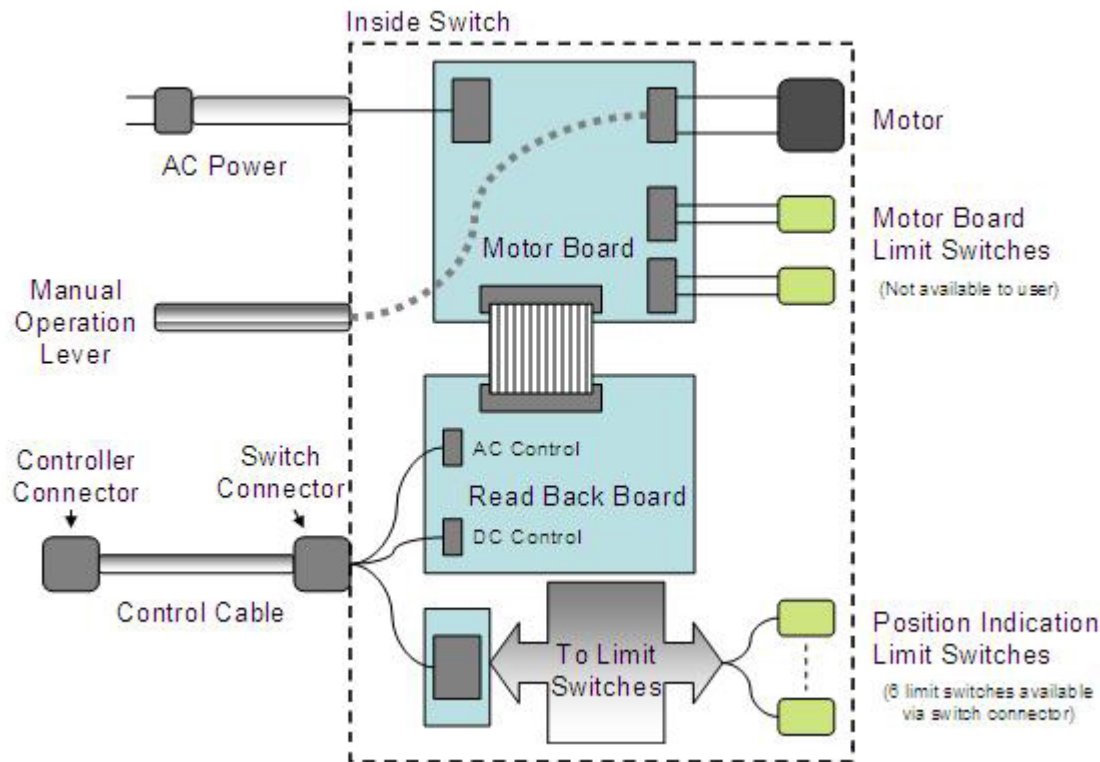 Inside Switch
AC Power
Motor
Motor Board
Motor Board
Limit Switches
(Not available to user)
Manual
Operation
Lever
AC Control
Read Back Board
DC Control
Controller
Connector
Switch
Connector
Control Cable
To Limit
Switches
Position Indication
Limit Switches
(6 limit switches available
via switch connector)